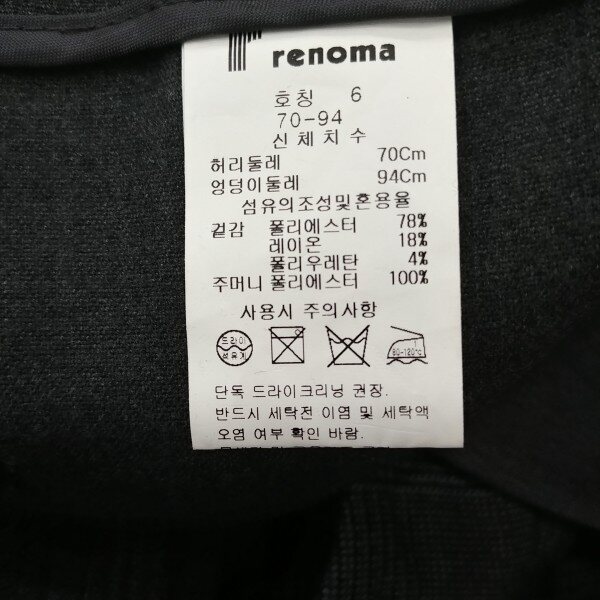 renoma
호칭 6
70-94
신체치수
허리둘레 70Cm
엉덩이둘레 94Cm
섬유의조성및혼용율
겉감 폴리에스터 78%
레이온 18%
폴리우레탄 4%
주머니 폴리에스터 100%
사용시 주의사항
드라이
석유계
80-120℃
단독 드라이크리닝 권장.
반드시 세탁전 이염 및 세탁액
오염 여부 확인 바람.